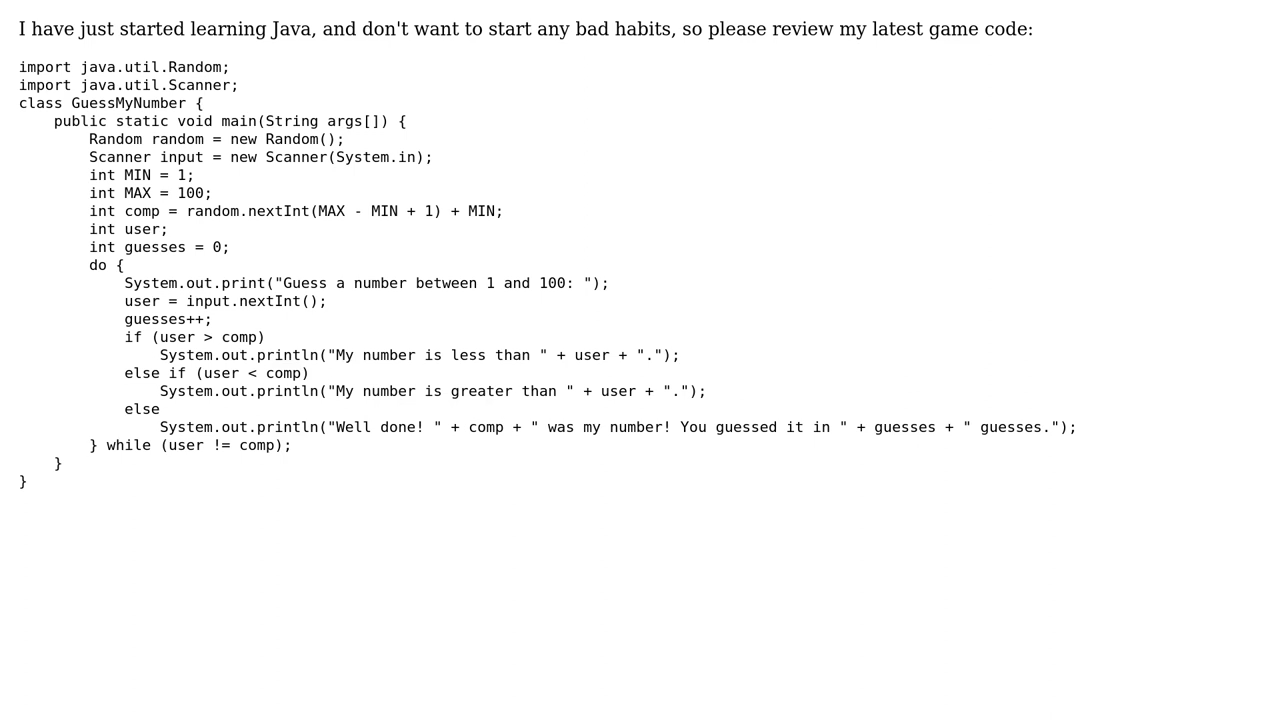 I have just started learning Java, and don't want to start any bad habits, so please review my latest game code:
import java.util.Random;
import java.util.Scanner;
class GuessMyNumber {
    public static void main(String args[]) {
        Random random = new Random();
        Scanner input = new Scanner(System.in);
        int MIN = 1;
        int MAX = 100;
        int comp = random.nextInt(MAX - MIN + 1) + MIN;
        int user;
        int guesses = 0;
        do {
            System.out.print("Guess a number between 1 and 100: ");
            user = input.nextInt();
            guesses++;
            if (user > comp)
                System.out.println("My number is less than " + user + ".");
            else if (user < comp)
                System.out.println("My number is greater than " + user + ".");
            else
                System.out.println("Well done! " + comp + " was my number! You guessed it in " + guesses + " guesses.");
        } while (user != comp);
    }
}